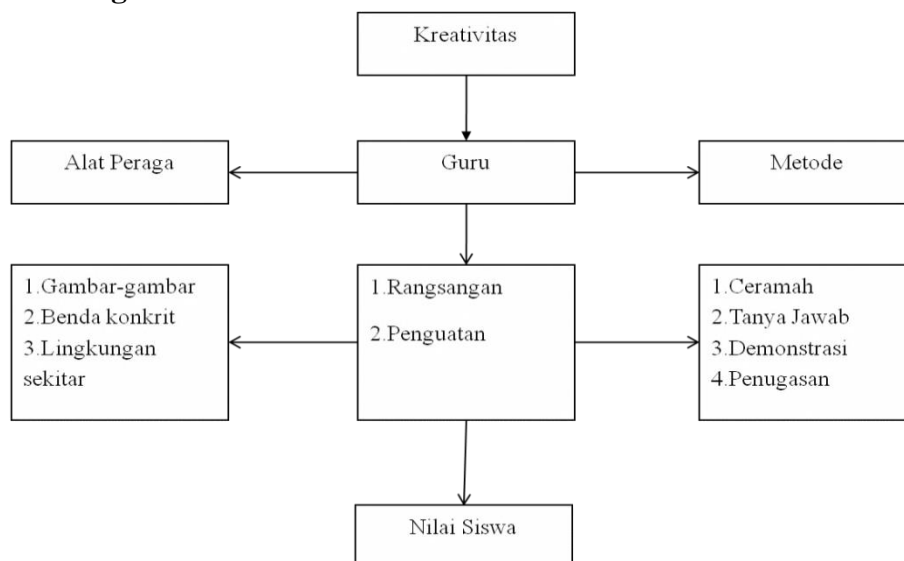 Kreativitas
Alat Peraga
Guru
Metode
1.Gambar-gambar
2.Benda konkrit
3.Lingkungan
sekitar
1.Rangsangan
2.Penguatan
1.Ceramah
2.Tanya Jawab
3.Demonstrasi
4.Penugasan
Nilai Siswa